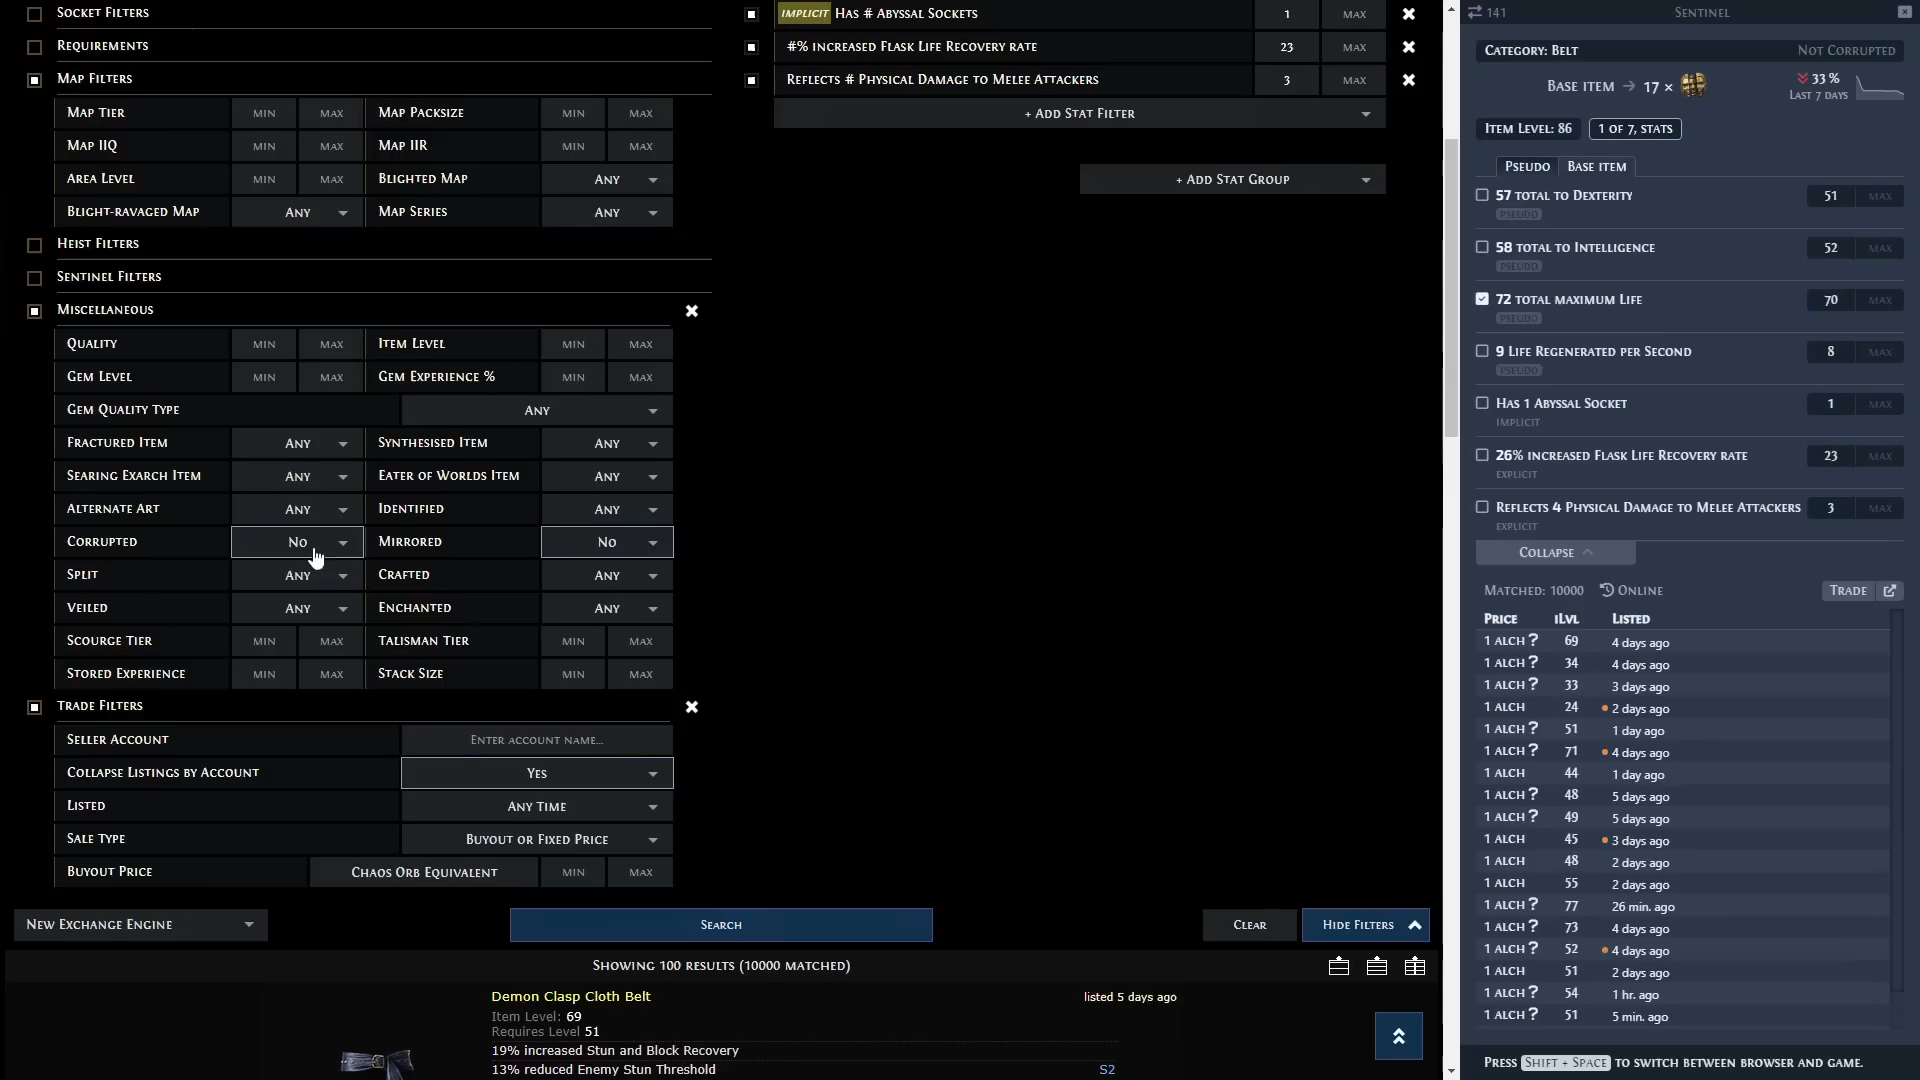 Socket Filters
Requirements
Map Filters
Map Tier MIN MAX Map Packsize MIN MAX
Map IIQ MIN MAX Map IIR MIN MAX
Area Level MIN MAX Blighted Map Any
Blight-ravaged Map Any Map Series Any
Heist Filters
Sentinel Filters
Miscellaneous
Quality MIN MAX Item Level MIN MAX
Gem Level MIN MAX Gem Experience % MIN MAX
Gem Quality Type Any
Fractured Item Any Synthesised Item Any
Searing Exarch Item Any Eater of Worlds Item Any
Alternate Art Any Identified Any
Corrupted No Mirrored No
Split Any Crafted Any
Veiled Any Enchanted Any
Scourge Tier MIN MAX Talisman Tier MIN MAX
Stored Experience MIN MAX Stack Size MIN MAX
Trade Filters
Seller Account Enter account name...
Collapse Listings by Account Yes
Listed Any Time
Sale Type Buyout or Fixed Price
Buyout Price Chaos Orb Equivalent MIN MAX
IMPLICIT Has # Abyssal Sockets 1 MAX
#% increased Flask Life Recovery rate 23 MAX
Reflects # Physical Damage to Melee Attackers 3 MAX
+ Add Stat Filter
+ Add Stat Group
New Exchange Engine Search Clear Hide Filters
Showing 100 results (10000 matched)
Demon Clasp Cloth Belt listed 5 days ago
Item Level: 69
Requires Level 51
19% increased Stun and Block Recovery
13% reduced Enemy Stun Threshold S2
141 Sentinel
Category: Belt Not Corrupted
Base item → 17 × 33 %
Last 7 days
Item Level: 86 1 of 7, stats
Pseudo Base item
57 total to Dexterity 51 MAX
PSEUDO
58 total to Intelligence 52 MAX
PSEUDO
72 total maximum Life 70 MAX
PSEUDO
9 Life Regenerated per Second 8 MAX
PSEUDO
Has 1 Abyssal Socket 1 MAX
IMPLICIT
26% increased Flask Life Recovery rate 23 MAX
EXPLICIT
Reflects 4 Physical Damage to Melee Attackers 3 MAX
EXPLICIT
Collapse
Matched: 10000 Online Trade
Price iLvl Listed
1 alch ? 69 4 days ago
1 alch ? 34 4 days ago
1 alch ? 33 3 days ago
1 alch 24 2 days ago
1 alch ? 51 1 day ago
1 alch ? 71 4 days ago
1 alch 44 1 day ago
1 alch ? 48 5 days ago
1 alch ? 49 5 days ago
1 alch 45 3 days ago
1 alch 48 2 days ago
1 alch 55 2 days ago
1 alch ? 77 26 min. ago
1 alch ? 73 4 days ago
1 alch ? 52 4 days ago
1 alch 51 2 days ago
1 alch ? 54 1 hr. ago
1 alch ? 51 5 min. ago
Press Shift + Space to switch between browser and game.